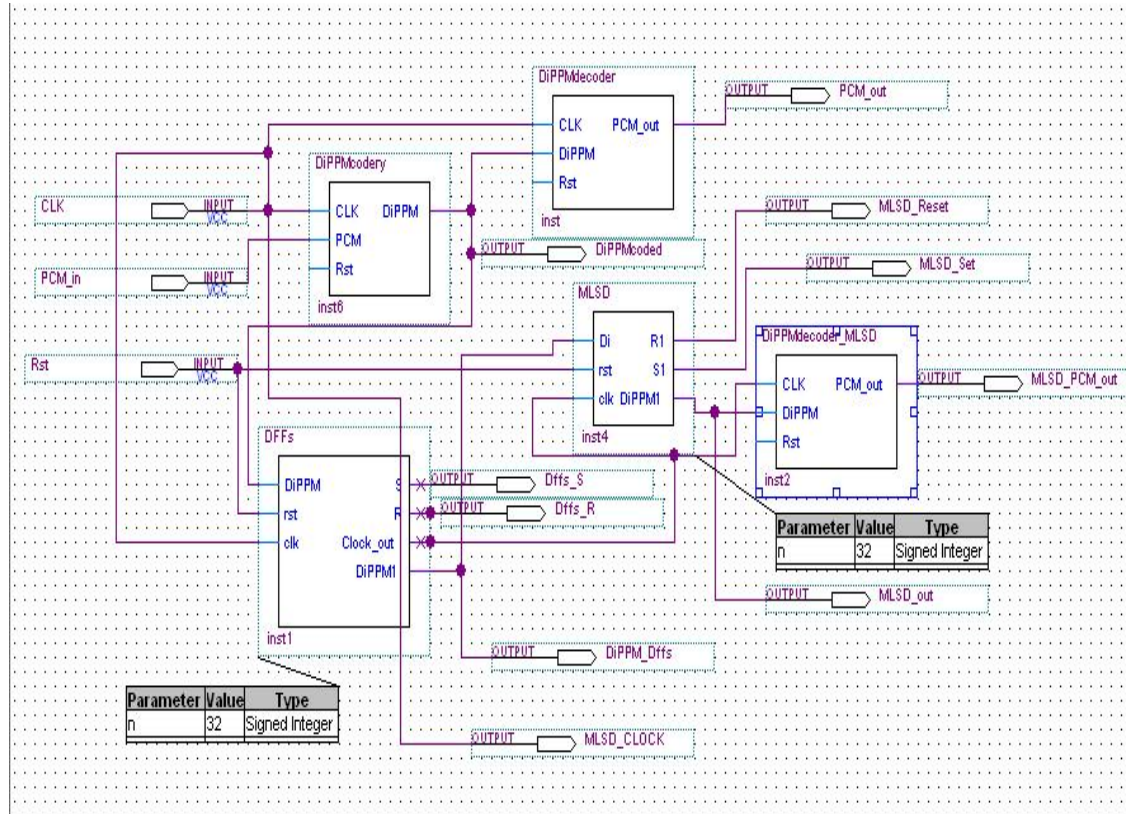 DiPPMdecoder
OUTPUT PCM_out
CLK PCM_out
DiPPM
Rst
inst
DiPPMcodery
CLK INPUT VCC
CLK DiPPM
PCM
Rst
inst6
PCM_in INPUT VCC
OUTPUT MLSD_Reset
OUTPUT DiPPMcoded
OUTPUT MLSD_Set
MLSD
Di R1
rst S1
clk DiPPM1
inst4
DiPPMdecoder_MLSD
CLK PCM_out
DiPPM
Rst
inst2
OUTPUT MLSD_PCM_out
Rst INPUT VCC
DFFs
DiPPM S
rst R
clk Clock_out
DiPPM1
inst1
OUTPUT Dffs_S
OUTPUT Dffs_R
Parameter Value Type
n 32 Signed Integer
OUTPUT MLSD_out
OUTPUT DiPPM_Dffs
Parameter Value Type
n 32 Signed Integer
OUTPUT MLSD_CLOCK